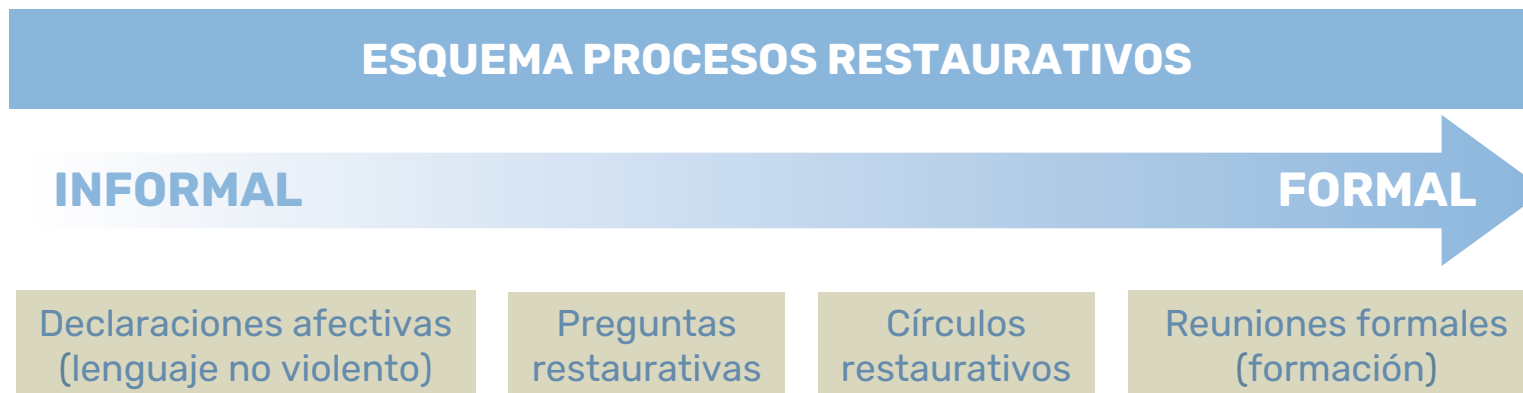 ESQUEMA PROCESOS RESTAURATIVOS
INFORMAL
FORMAL
Declaraciones afectivas
(lenguaje no violento)
Preguntas
restaurativas
Círculos
restaurativos
Reuniones formales
(formación)